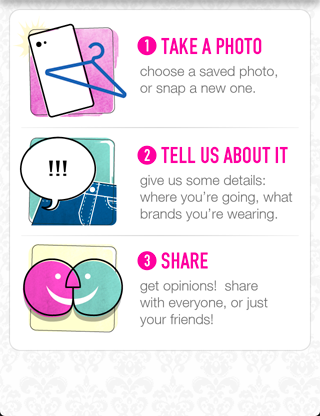 1 TAKE A PHOTO
choose a saved photo,
or snap a new one.
!!!
2 TELL US ABOUT IT
give us some details:
where you're going, what
brands you're wearing.
3 SHARE
get opinions!  share
with everyone, or just
your friends!